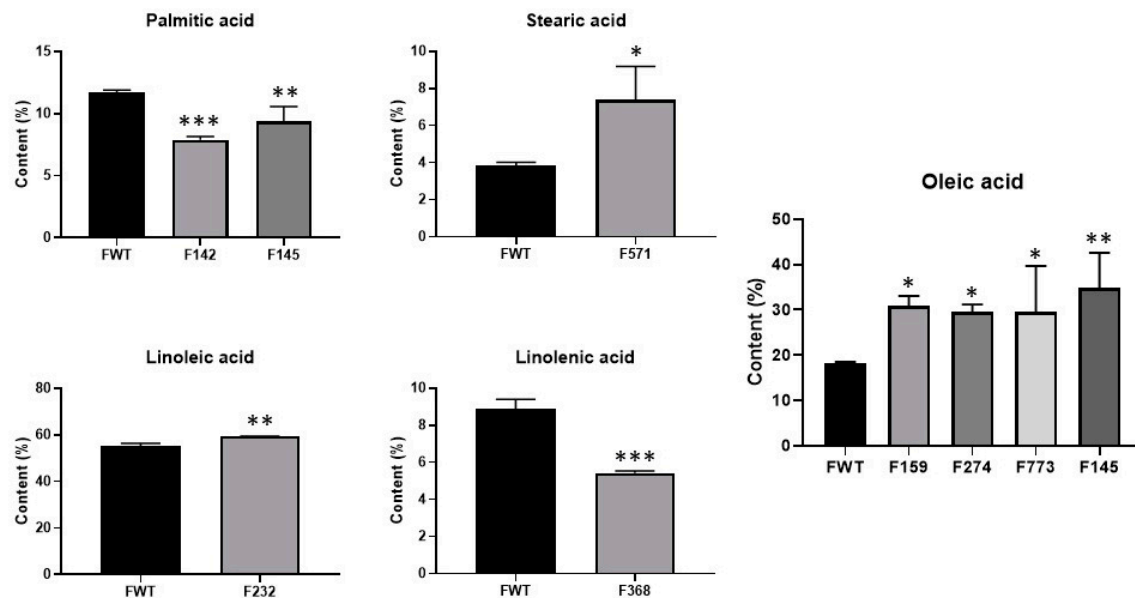 Palmitic acid
Content (%)
15
10
5
0
***
**
FWT F142 F145
Stearic acid
Content (%)
10
8
6
4
2
0
*
FWT F571
Linoleic acid
Content (%)
80
60
40
20
0
**
FWT F232
Linolenic acid
Content (%)
10
8
6
4
2
0
***
FWT F368
Oleic acid
Content (%)
50
40
30
20
10
0
* * * **
FWT F159 F274 F773 F145